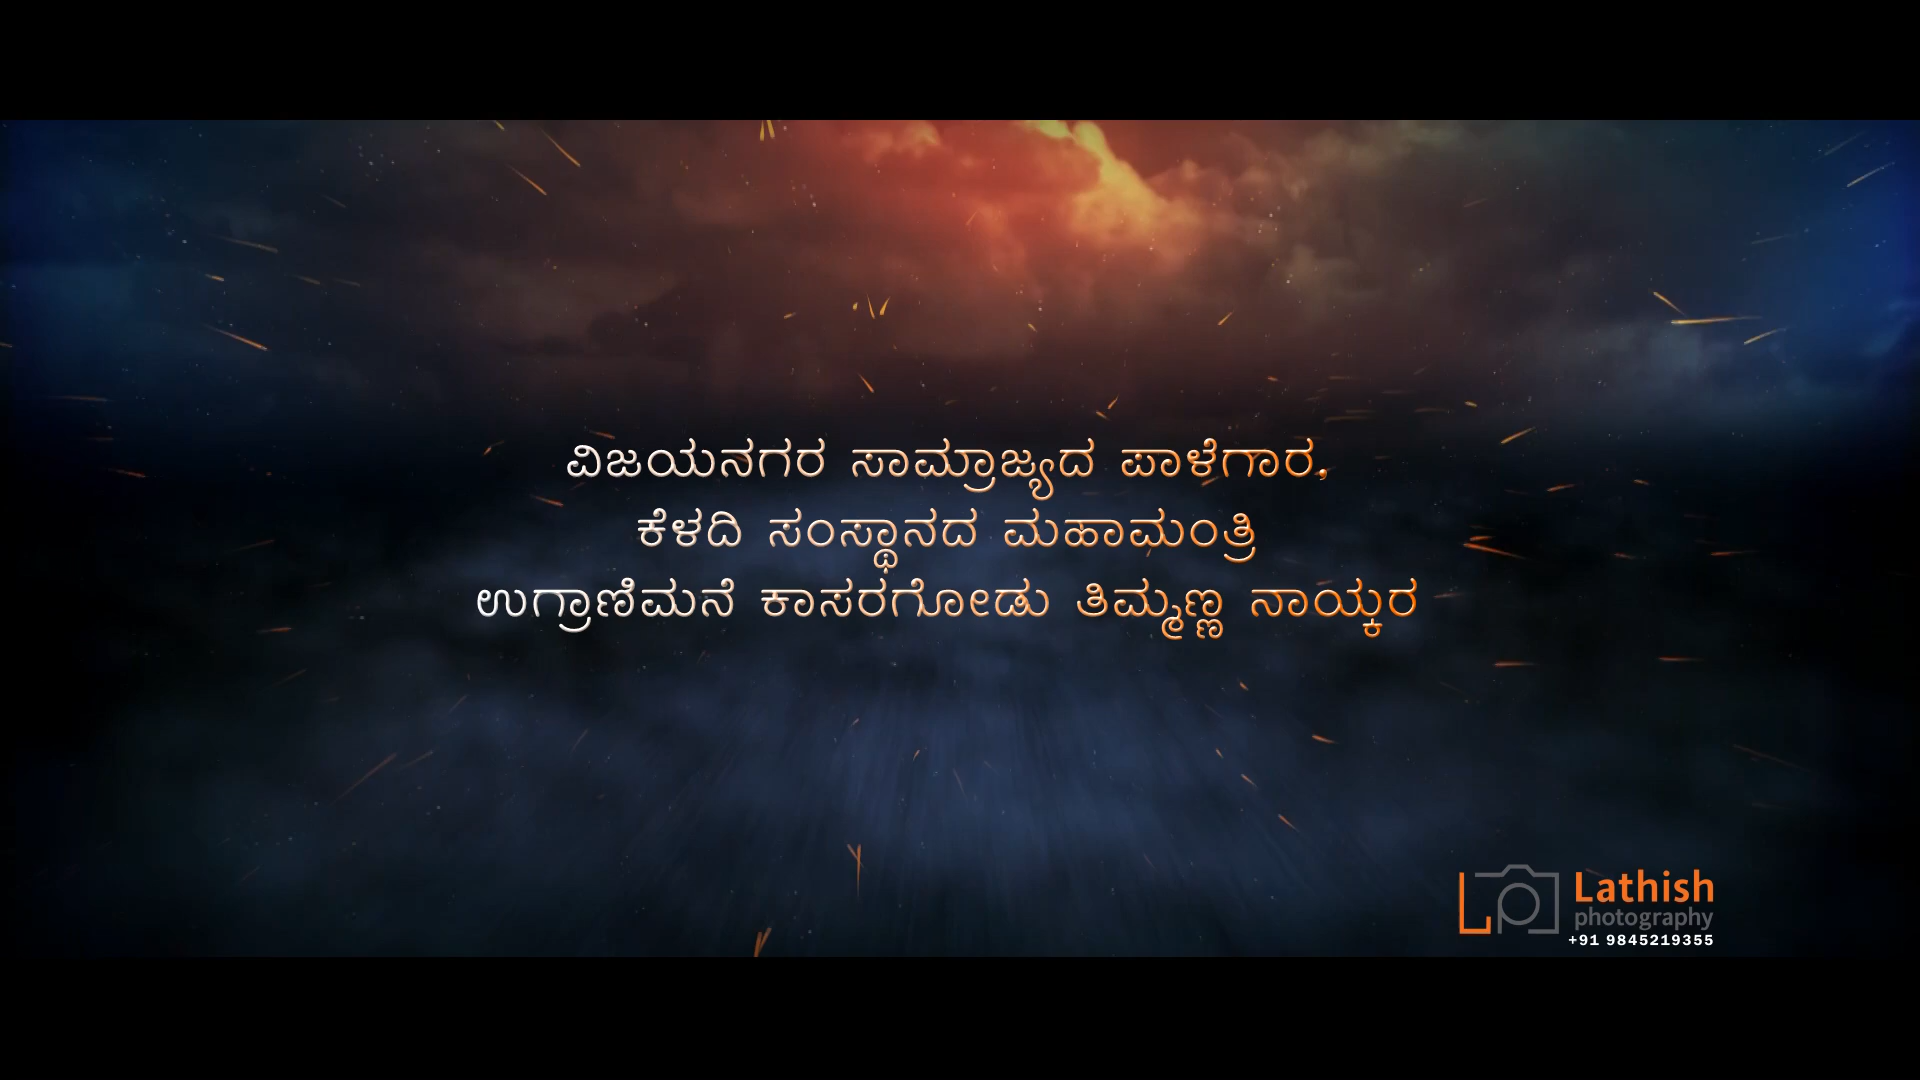 ವಿಜಯನಗರ ಸಾಮ್ರಾಜ್ಯದ ಪಾಳೆಗಾರ,
ಕೆಳದಿ ಸಂಸ್ಥಾನದ ಮಹಾಮಂತ್ರಿ
ಉಗ್ರಾಣಿಮನೆ ಕಾಸರಗೋಡು ತಿಮ್ಮಣ್ಣ ನಾಯ್ಕರ
Lathish
photography
+91 9845219355